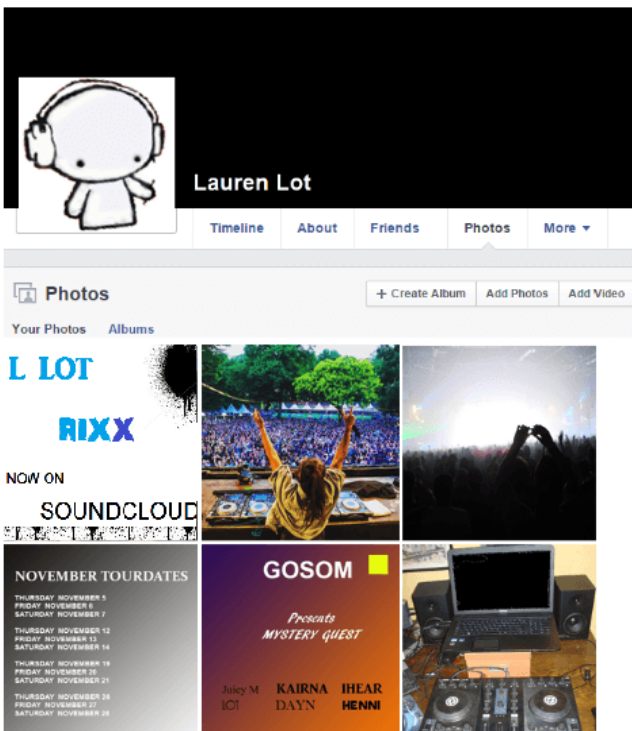 Lauren Lot
Timeline About Friends Photos More
Photos
+ Create Album Add Photos Add Video
Your Photos Albums
L LOT
RIXX
NOW ON
SOUNDCLOUD
NOVEMBER TOURDATES
THURSDAY NOVEMBER 5
FRIDAY NOVEMBER 6
SATURDAY NOVEMBER 7
THURSDAY NOVEMBER 12
FRIDAY NOVEMBER 13
SATURDAY NOVEMBER 14
THURSDAY NOVEMBER 19
FRIDAY NOVEMBER 20
SATURDAY NOVEMBER 21
THURSDAY NOVEMBER 26
FRIDAY NOVEMBER 27
SATURDAY NOVEMBER 28
GOSOM
Presents
MYSTERY QUEST
Juicy M KAIRNA IHEAR
LOT DAYN HENNI